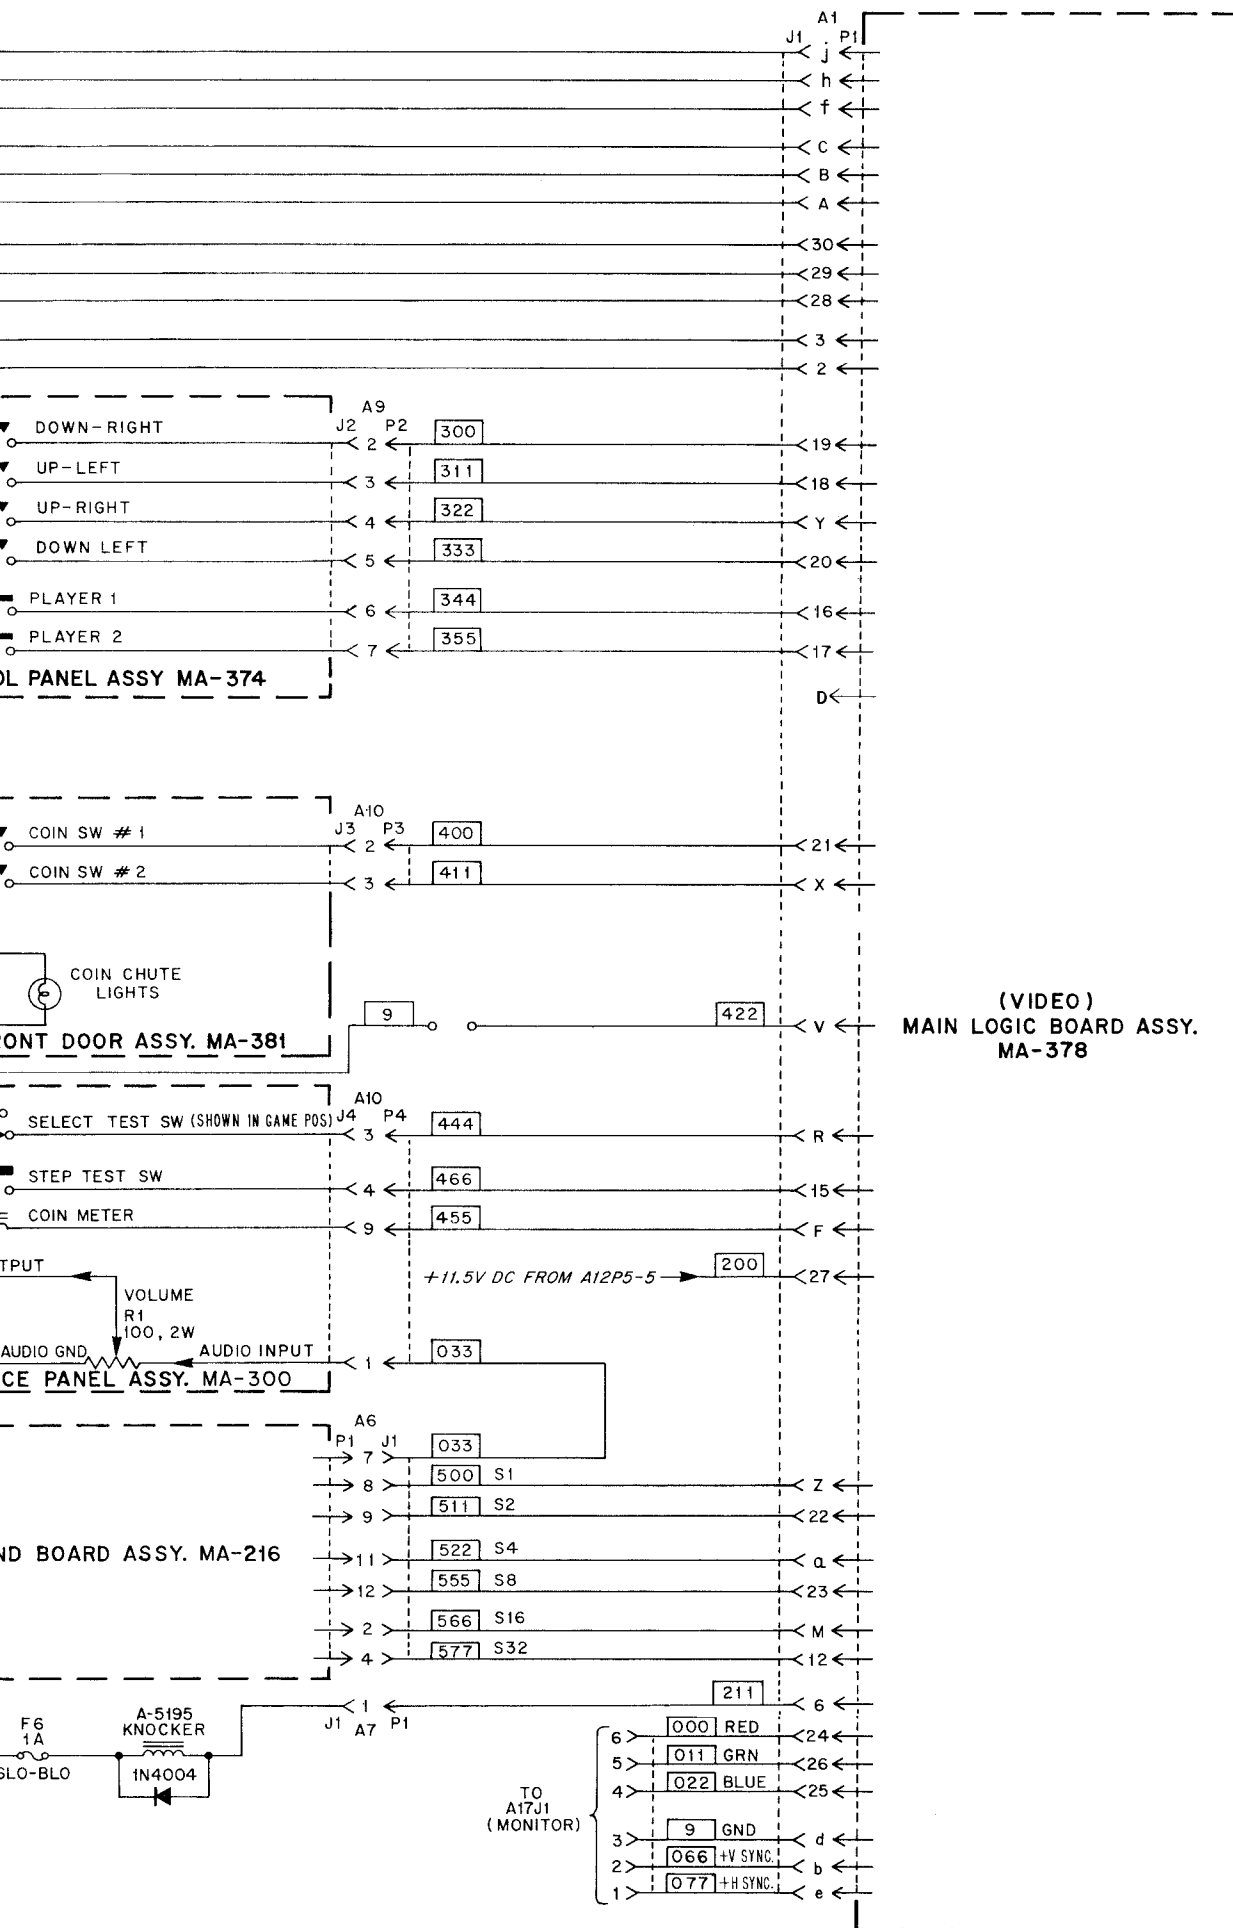 A1
J1 P1
j
h
f
C
B
A
30
29
28
3
2
A9
J2 P2
DOWN-RIGHT 2 300 19
UP-LEFT 3 311 18
UP-RIGHT 4 322 Y
DOWN LEFT 5 333 20
PLAYER 1 6 344 16
PLAYER 2 7 355 17
OL PANEL ASSY MA-374
D
A10
J3 P3
COIN SW # 1 2 400 21
COIN SW # 2 3 411 X
COIN CHUTE
LIGHTS
9 422 V
RONT DOOR ASSY. MA-381
(VIDEO)
MAIN LOGIC BOARD ASSY.
MA-378
A10
J4 P4
SELECT TEST SW (SHOWN IN GAME POS) 3 444 R
STEP TEST SW 4 466 15
COIN METER 9 455 F
TPUT
+11.5V DC FROM A12P5-5 200 27
VOLUME
R1
100, 2W
AUDIO GND AUDIO INPUT 1 033
CE PANEL ASSY. MA-300
A6
P1 J1
7 033
8 500 S1 Z
9 511 S2 22
ND BOARD ASSY. MA-216
11 522 S4 a
12 555 S8 23
2 566 S16 M
4 577 S32 12
1 211 6
J1 A7 P1
F6
1A
SLO-BLO
A-5195
KNOCKER
1N4004
TO
A17J1
(MONITOR)
6 000 RED 24
5 011 GRN 26
4 022 BLUE 25
3 9 GND d
2 066 +V SYNC. b
1 077 +H SYNC. e